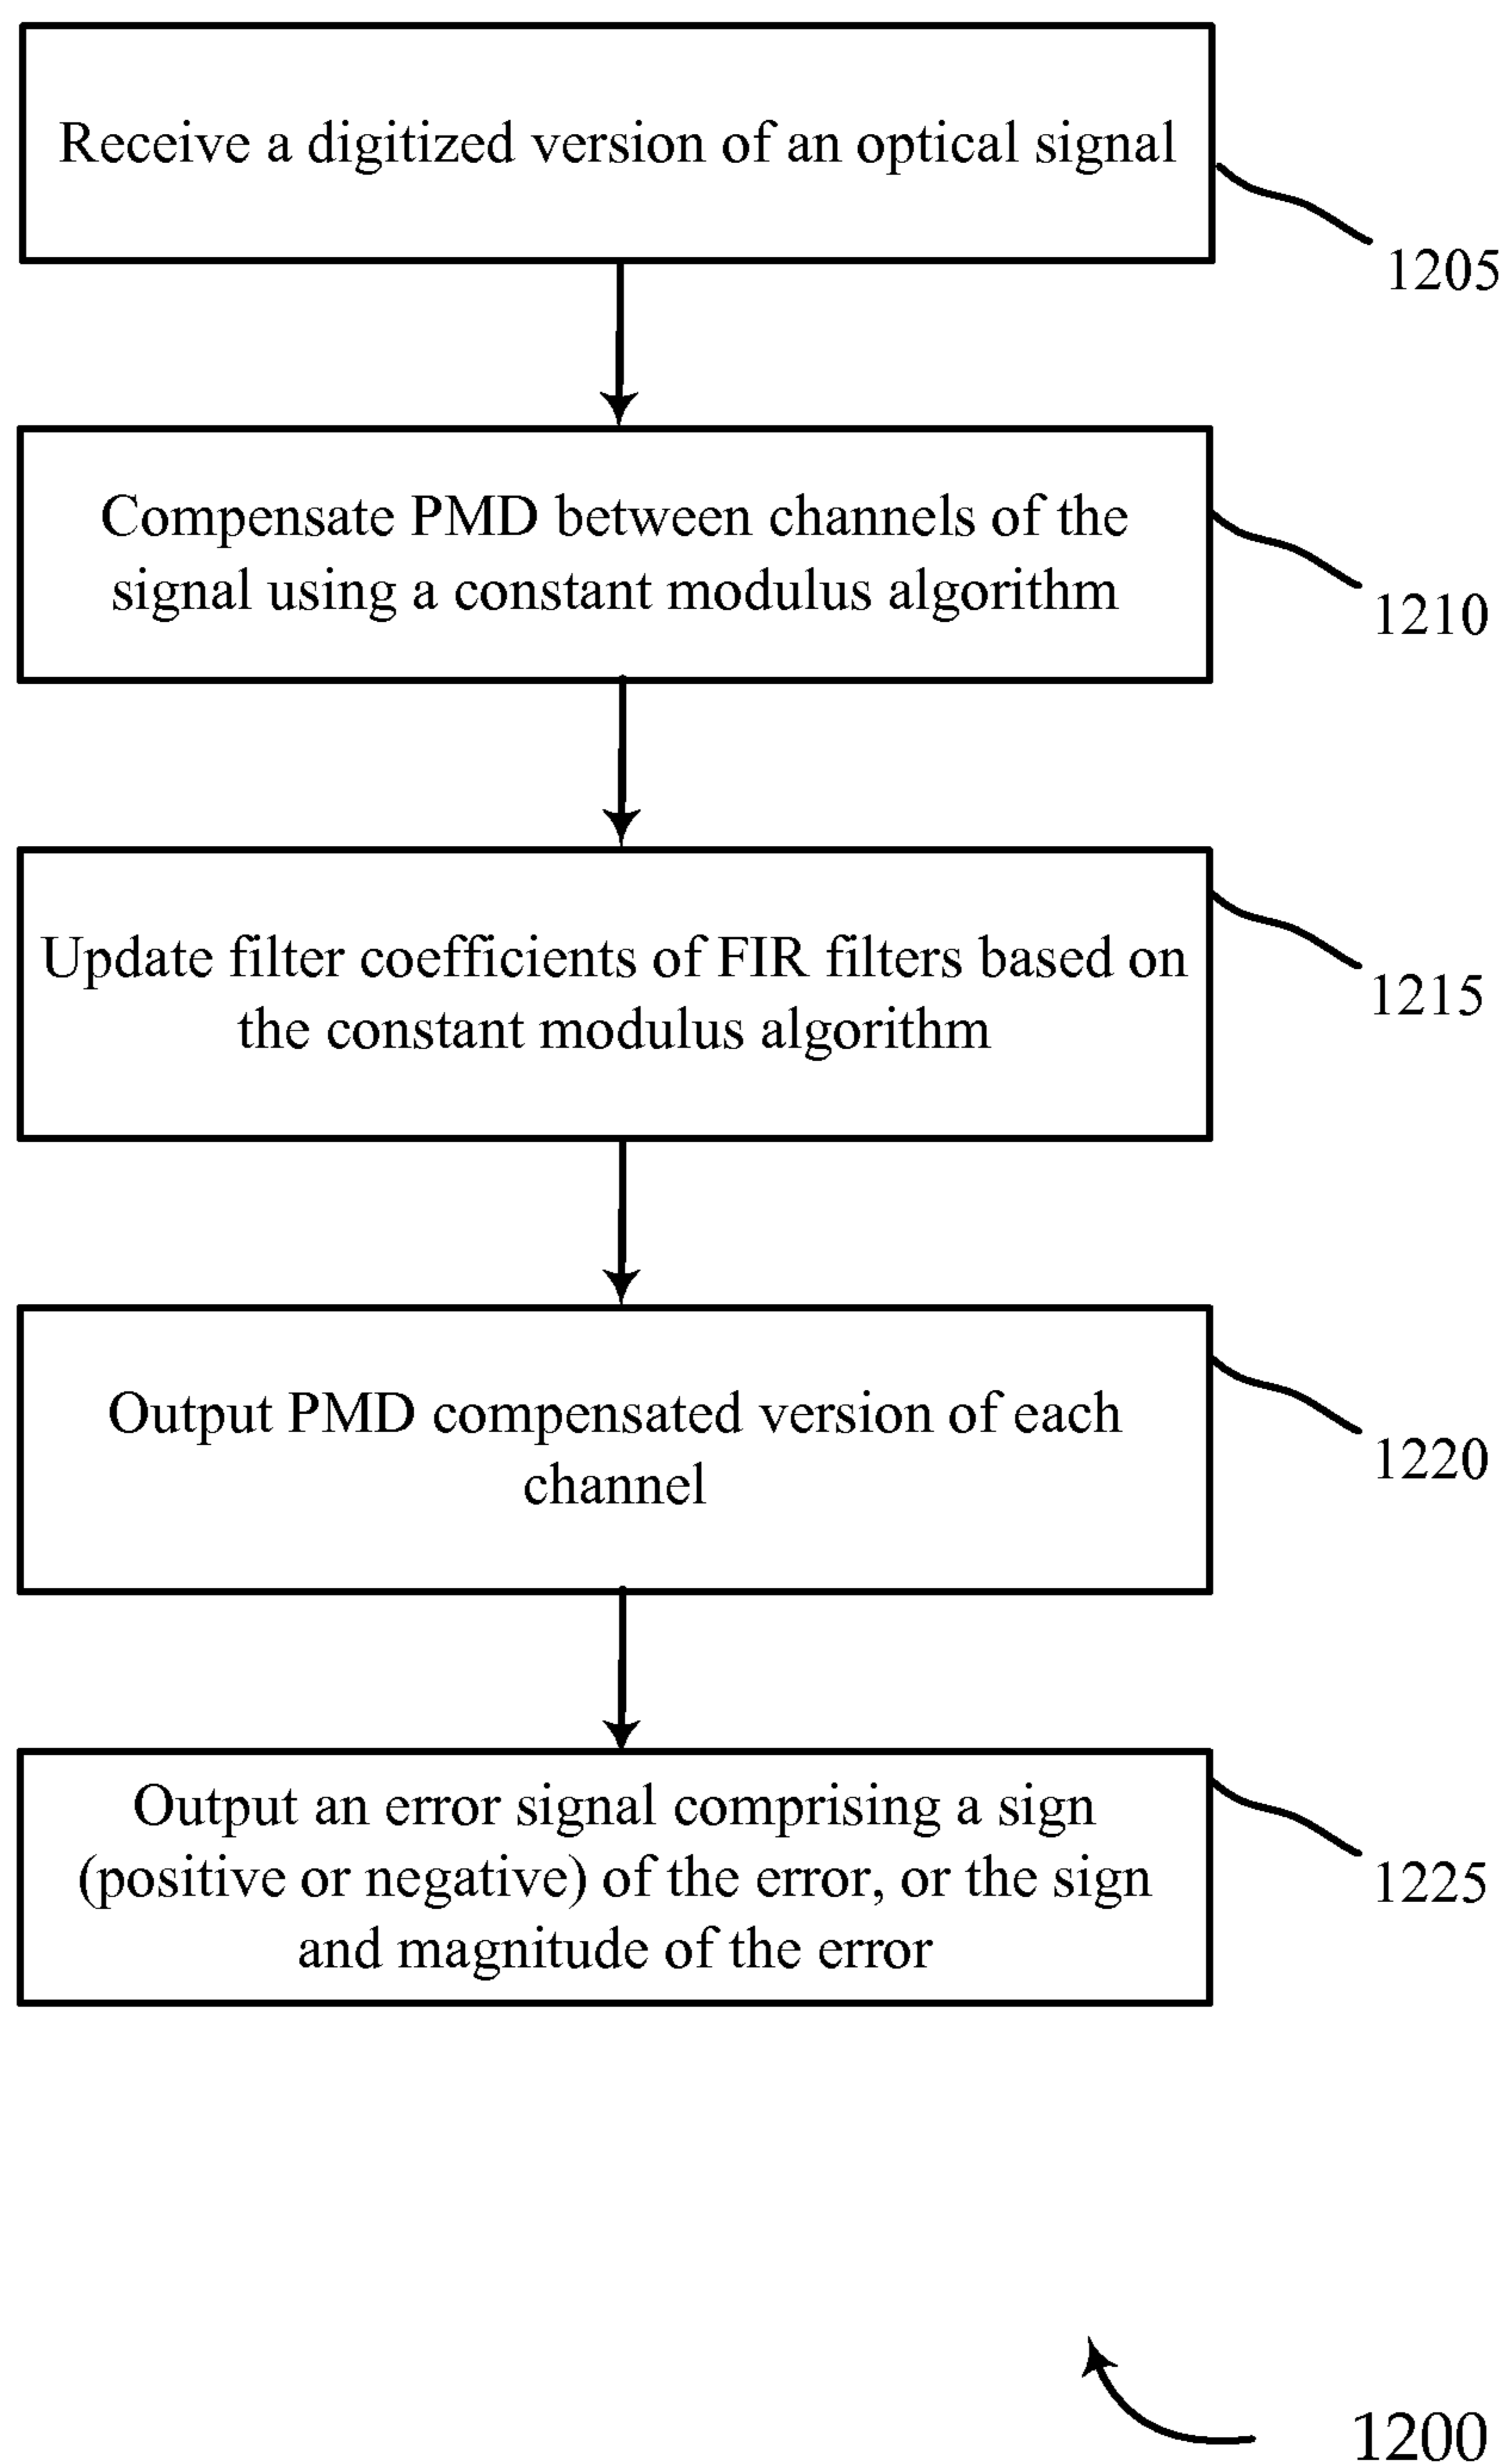 Receive a digitized version of an optical signal
1205
Compensate PMD between channels of the
signal using a constant modulus algorithm
1210
Update filter coefficients of FIR filters based on
the constant modulus algorithm
1215
Output PMD compensated version of each
channel
1220
Output an error signal comprising a sign
(positive or negative) of the error, or the sign
and magnitude of the error
1225
1200